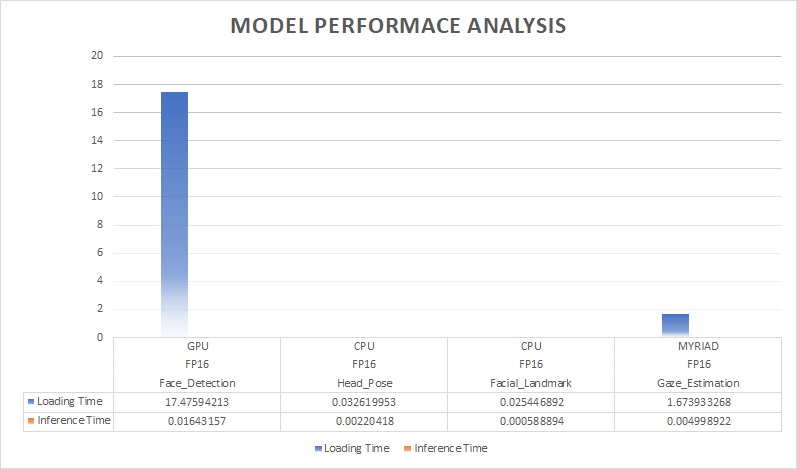 MODEL PERFORMACE ANALYSIS
20
18
16
14
12
10
8
6
4
2
0
GPU CPU CPU MYRIAD
FP16 FP16 FP16 FP16
Face_Detection Head_Pose Facial_Landmark Gaze_Estimation
Loading Time 17.47594213 0.032619953 0.025446892 1.673933268
Inference Time 0.01643157 0.00220418 0.000588894 0.004998922
Loading Time Inference Time